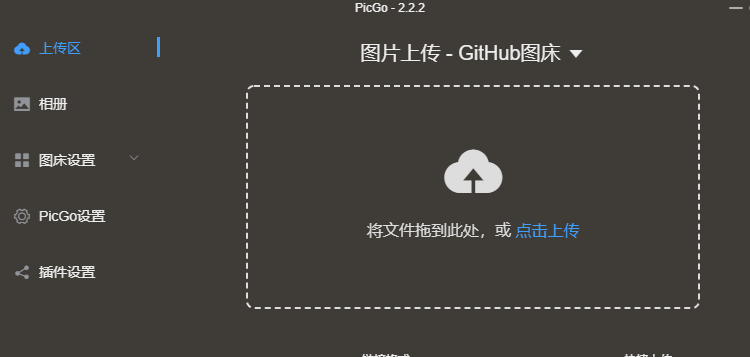 PicGo - 2.2.2
上传区
图片上传 - GitHub图床
相册
图床设置
将文件拖到此处，或 点击上传
PicGo设置
插件设置